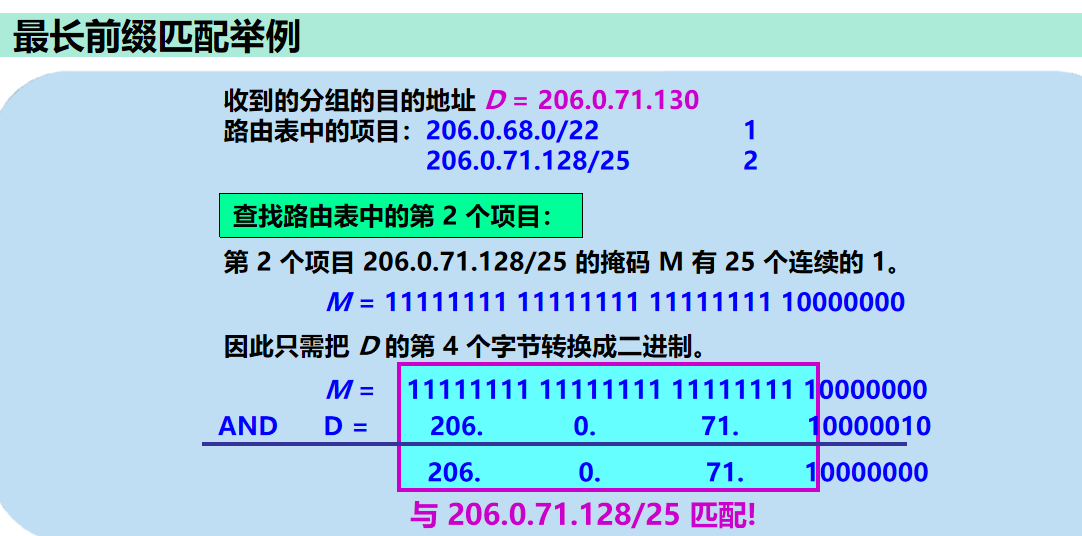 最长前缀匹配举例
收到的分组的目的地址 D = 206.0.71.130
路由表中的项目：206.0.68.0/22 1
206.0.71.128/25 2
查找路由表中的第 2 个项目：
第 2 个项目 206.0.71.128/25 的掩码 M 有 25 个连续的 1。
M = 11111111 11111111 11111111 10000000
因此只需把 D 的第 4 个字节转换成二进制。
M = 11111111 11111111 11111111 10000000
AND D = 206. 0. 71. 10000010
206. 0. 71. 10000000
与 206.0.71.128/25 匹配!